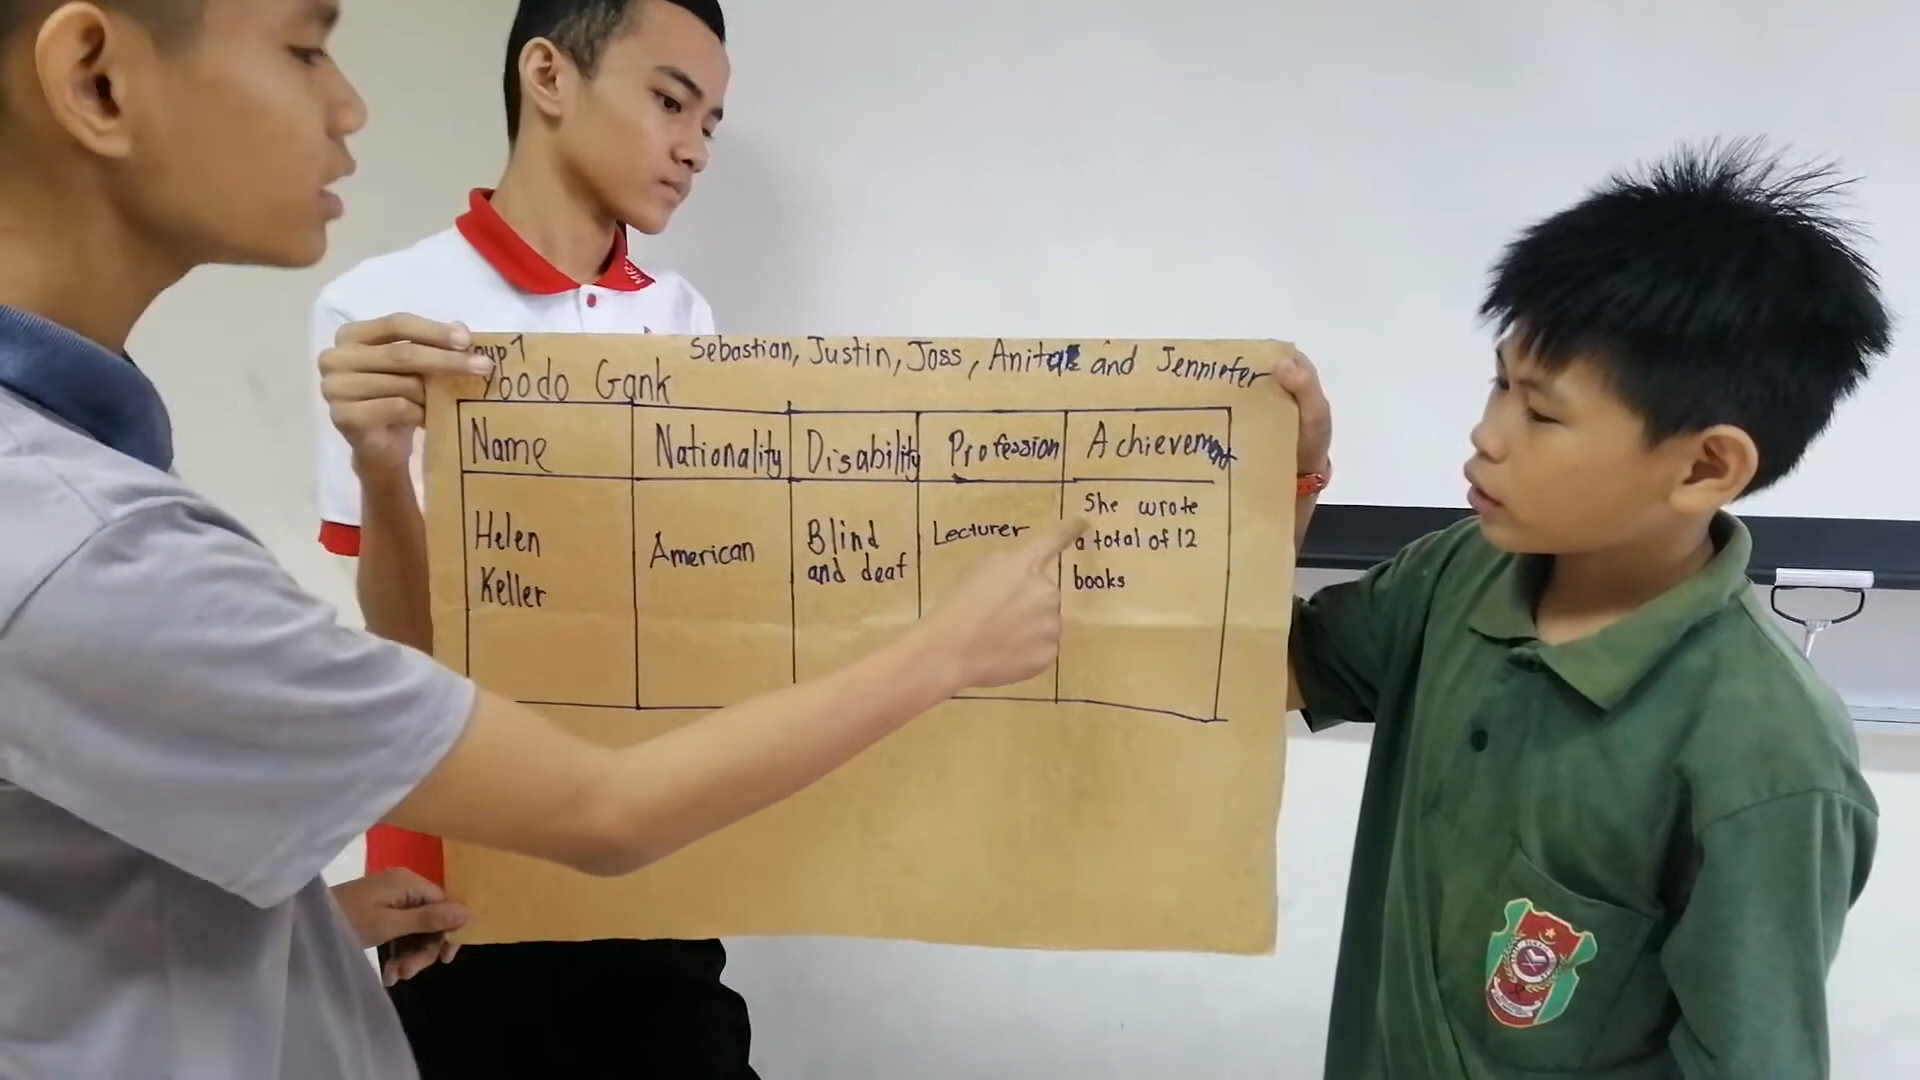 Sebastian, Justin, Joss, Anita and Jenniefer
Gank
Name Nationality Disability Profession Achievement
Helen Keller
American
Blind and deaf
Lecturer
She wrote
a total of 12
books